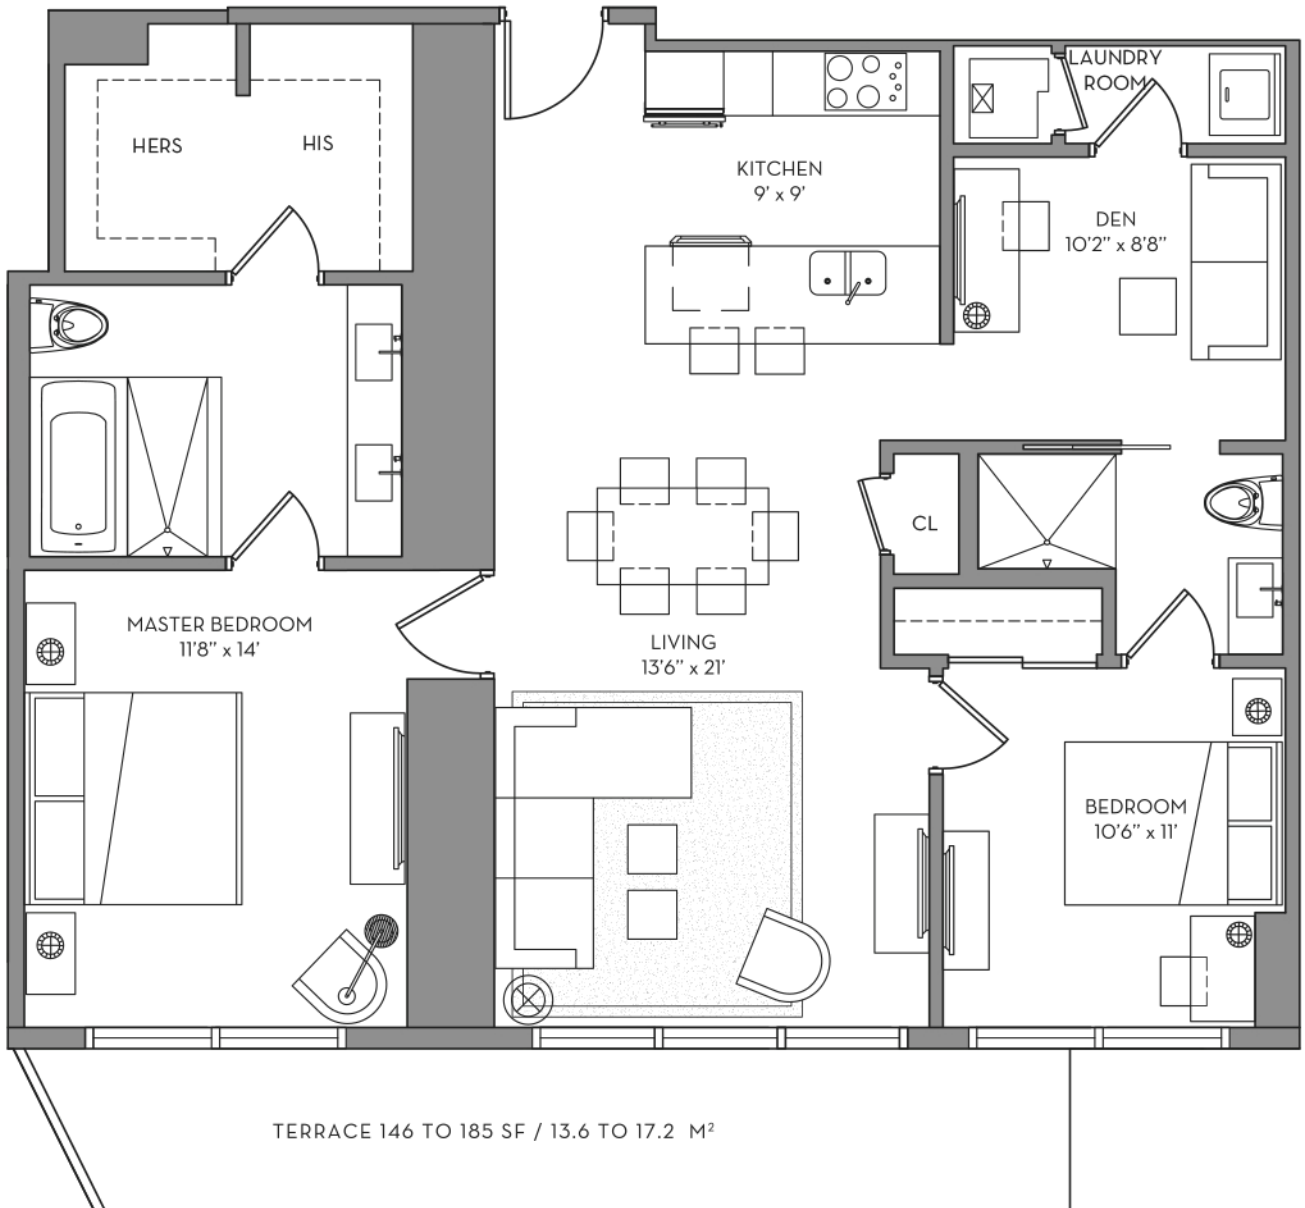 LAUNDRY
ROOM
HERS
HIS
KITCHEN
9' x 9'
DEN
10'2" x 8'8"
CL
MASTER BEDROOM
11'8" x 14'
LIVING
13'6" x 21'
BEDROOM
10'6" x 11'
TERRACE 146 TO 185 SF / 13.6 TO 17.2 M²